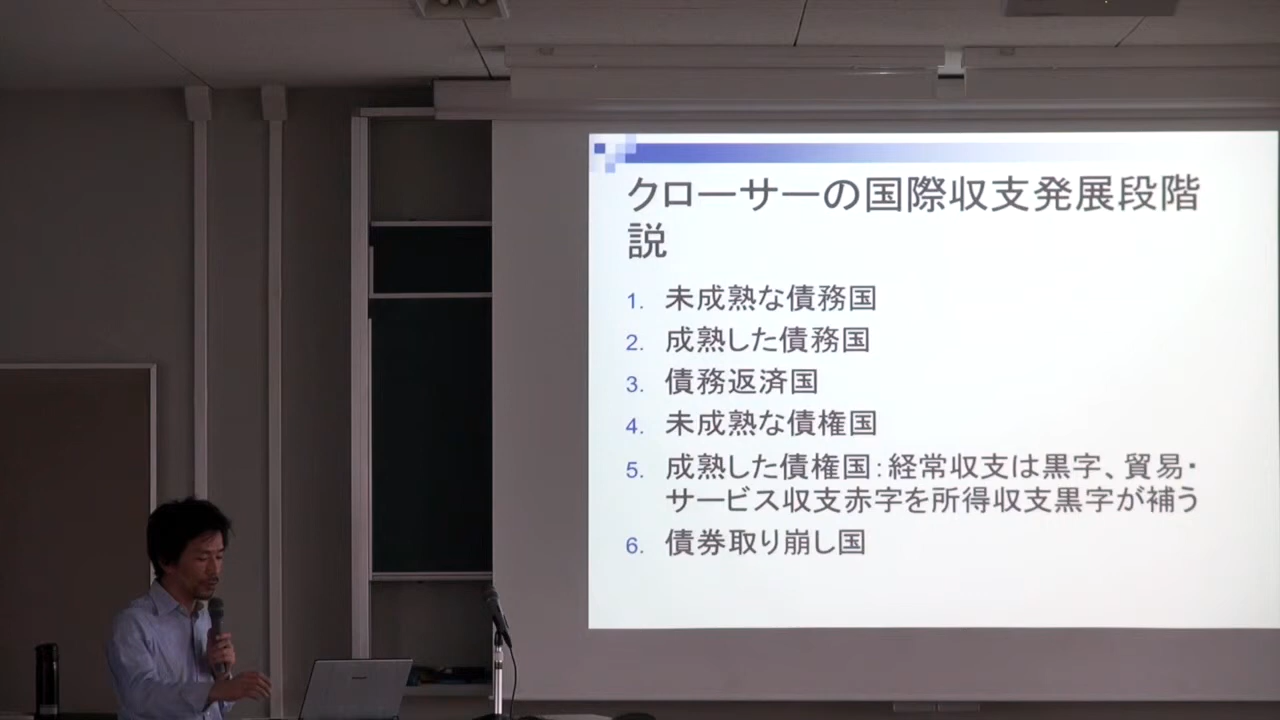 クローサーの国際収支発展段階
説
1. 未成熟な債務国
2. 成熟した債務国
3. 債務返済国
4. 未成熟な債権国
5. 成熟した債権国：経常収支は黒字、貿易・
サービス収支赤字を所得収支黒字が補う
6. 債券取り崩し国